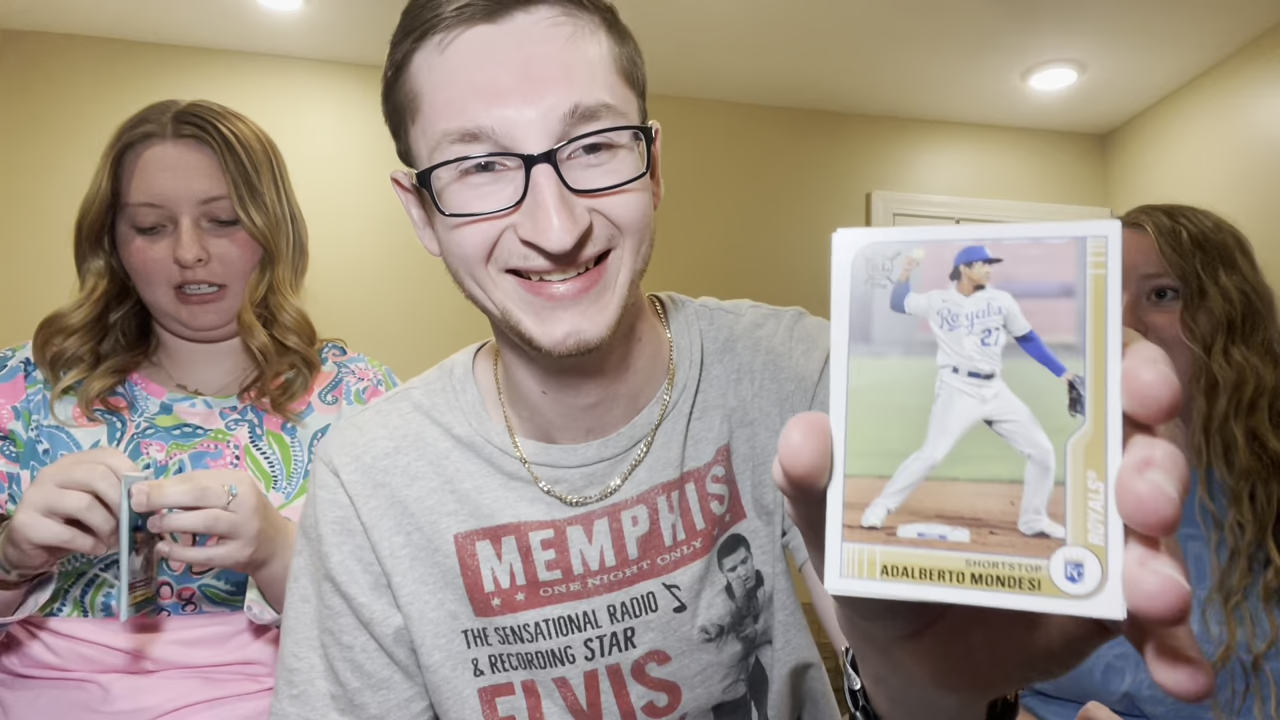 MEMPHIS
ONE NIGHT ONLY
THE SENSATIONAL RADIO
& RECORDING STAR
ELVIS
Royals
27
ROYALS
SHORTSTOP
ADALBERTO MONDESI
KC